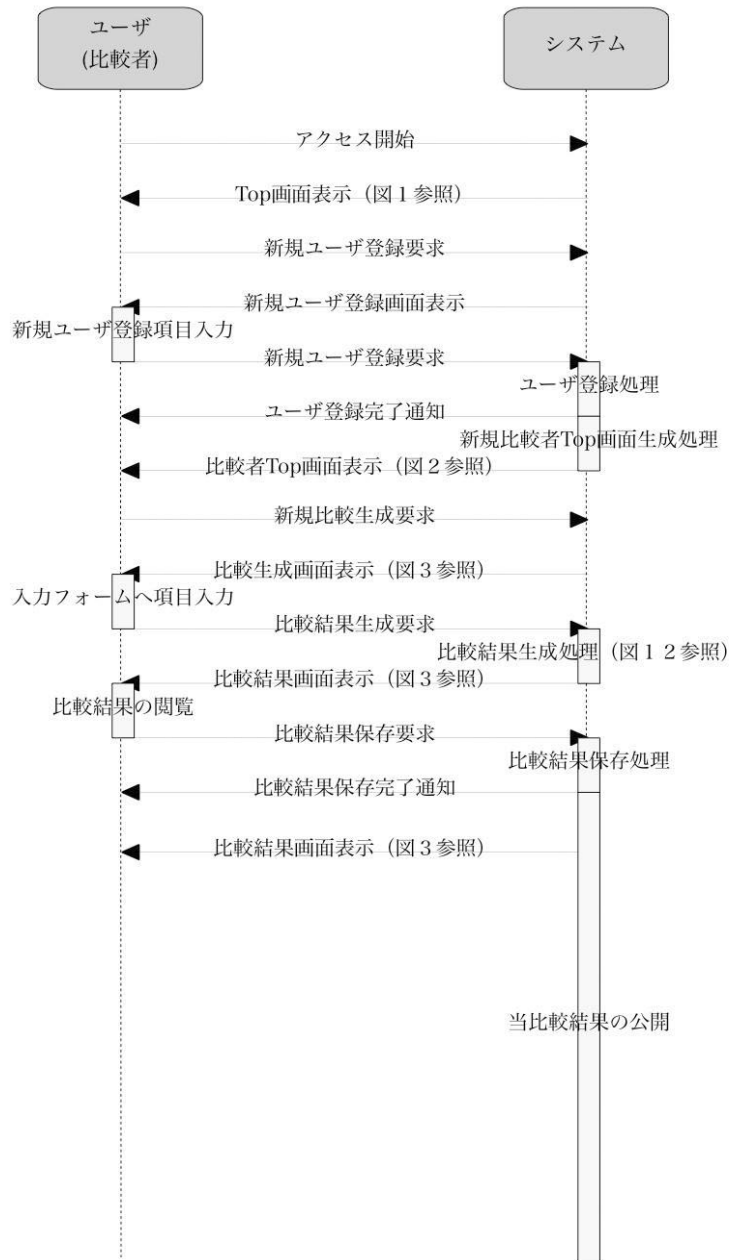 ユーザ
(比較者)
システム
アクセス開始
Top画面表示（図１参照）
新規ユーザ登録要求
新規ユーザ登録画面表示
新規ユーザ登録項目入力
新規ユーザ登録要求
ユーザ登録処理
ユーザ登録完了通知
新規比較者Top画面生成処理
比較者Top画面表示（図２参照）
新規比較生成要求
比較生成画面表示（図３参照）
入力フォームへ項目入力
比較結果生成要求
比較結果生成処理（図１２参照）
比較結果画面表示（図３参照）
比較結果の閲覧
比較結果保存要求
比較結果保存処理
比較結果保存完了通知
比較結果画面表示（図３参照）
当比較結果の公開